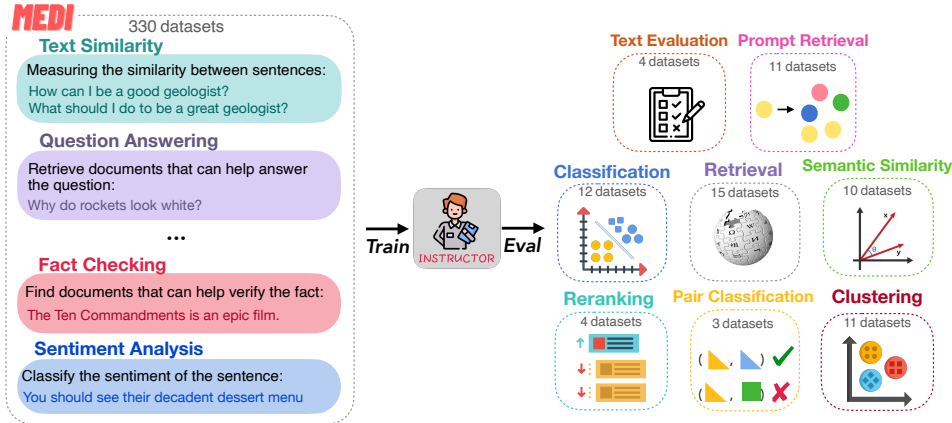 MEDI
330 datasets
Text Similarity
Measuring the similarity between sentences:
How can I be a good geologist?
What should I do to be a great geologist?
Question Answering
Retrieve documents that can help answer
the question:
Why do rockets look white?
...
Fact Checking
Find documents that can help verify the fact:
The Ten Commandments is an epic film.
Sentiment Analysis
Classify the sentiment of the sentence:
You should see their decadent dessert menu
Train
INSTRUCTOR
Eval
Text Evaluation
4 datasets
Prompt Retrieval
11 datasets
Classification
12 datasets
Retrieval
15 datasets
Semantic Similarity
10 datasets
x
θ
y
Reranking
4 datasets
Pair Classification
3 datasets
( , )
( , )
Clustering
11 datasets